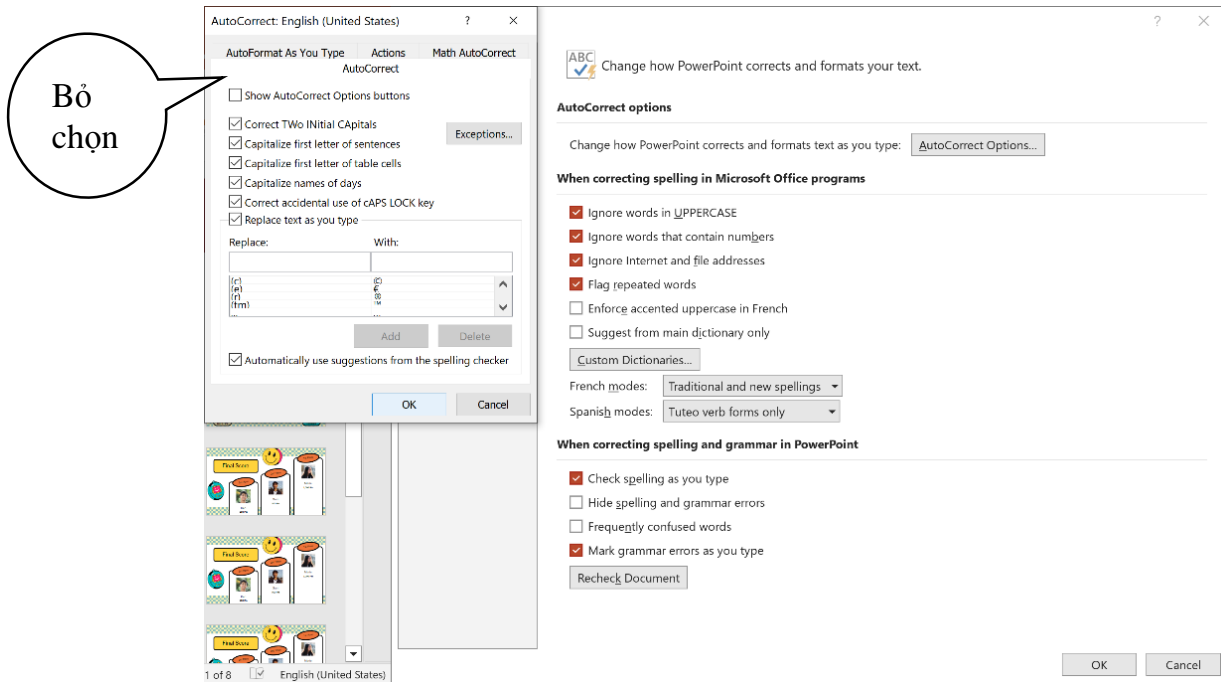 Bỏ
chọn
AutoCorrect: English (United States)
?
AutoFormat As You Type
Actions
Math AutoCorrect
AutoCorrect
Show AutoCorrect Options buttons
Correct TWo INitial CApitals
Exceptions...
Capitalize first letter of sentences
Capitalize first letter of table cells
Capitalize names of days
Correct accidental use of cAPS LOCK key
Replace text as you type
Replace:
With:
(c)
©
(e)
€
(r)
®
(tm)
™
Add
Delete
Automatically use suggestions from the spelling checker
OK
Cancel
Final Score
Final Score
Final Score
1 of 8
English (United States)
?
ABC
Change how PowerPoint corrects and formats your text.
AutoCorrect options
Change how PowerPoint corrects and formats text as you type:
AutoCorrect Options...
When correcting spelling in Microsoft Office programs
Ignore words in UPPERCASE
Ignore words that contain numbers
Ignore Internet and file addresses
Flag repeated words
Enforce accented uppercase in French
Suggest from main dictionary only
Custom Dictionaries...
French modes:
Traditional and new spellings
Spanish modes:
Tuteo verb forms only
When correcting spelling and grammar in PowerPoint
Check spelling as you type
Hide spelling and grammar errors
Frequently confused words
Mark grammar errors as you type
Recheck Document
OK
Cancel